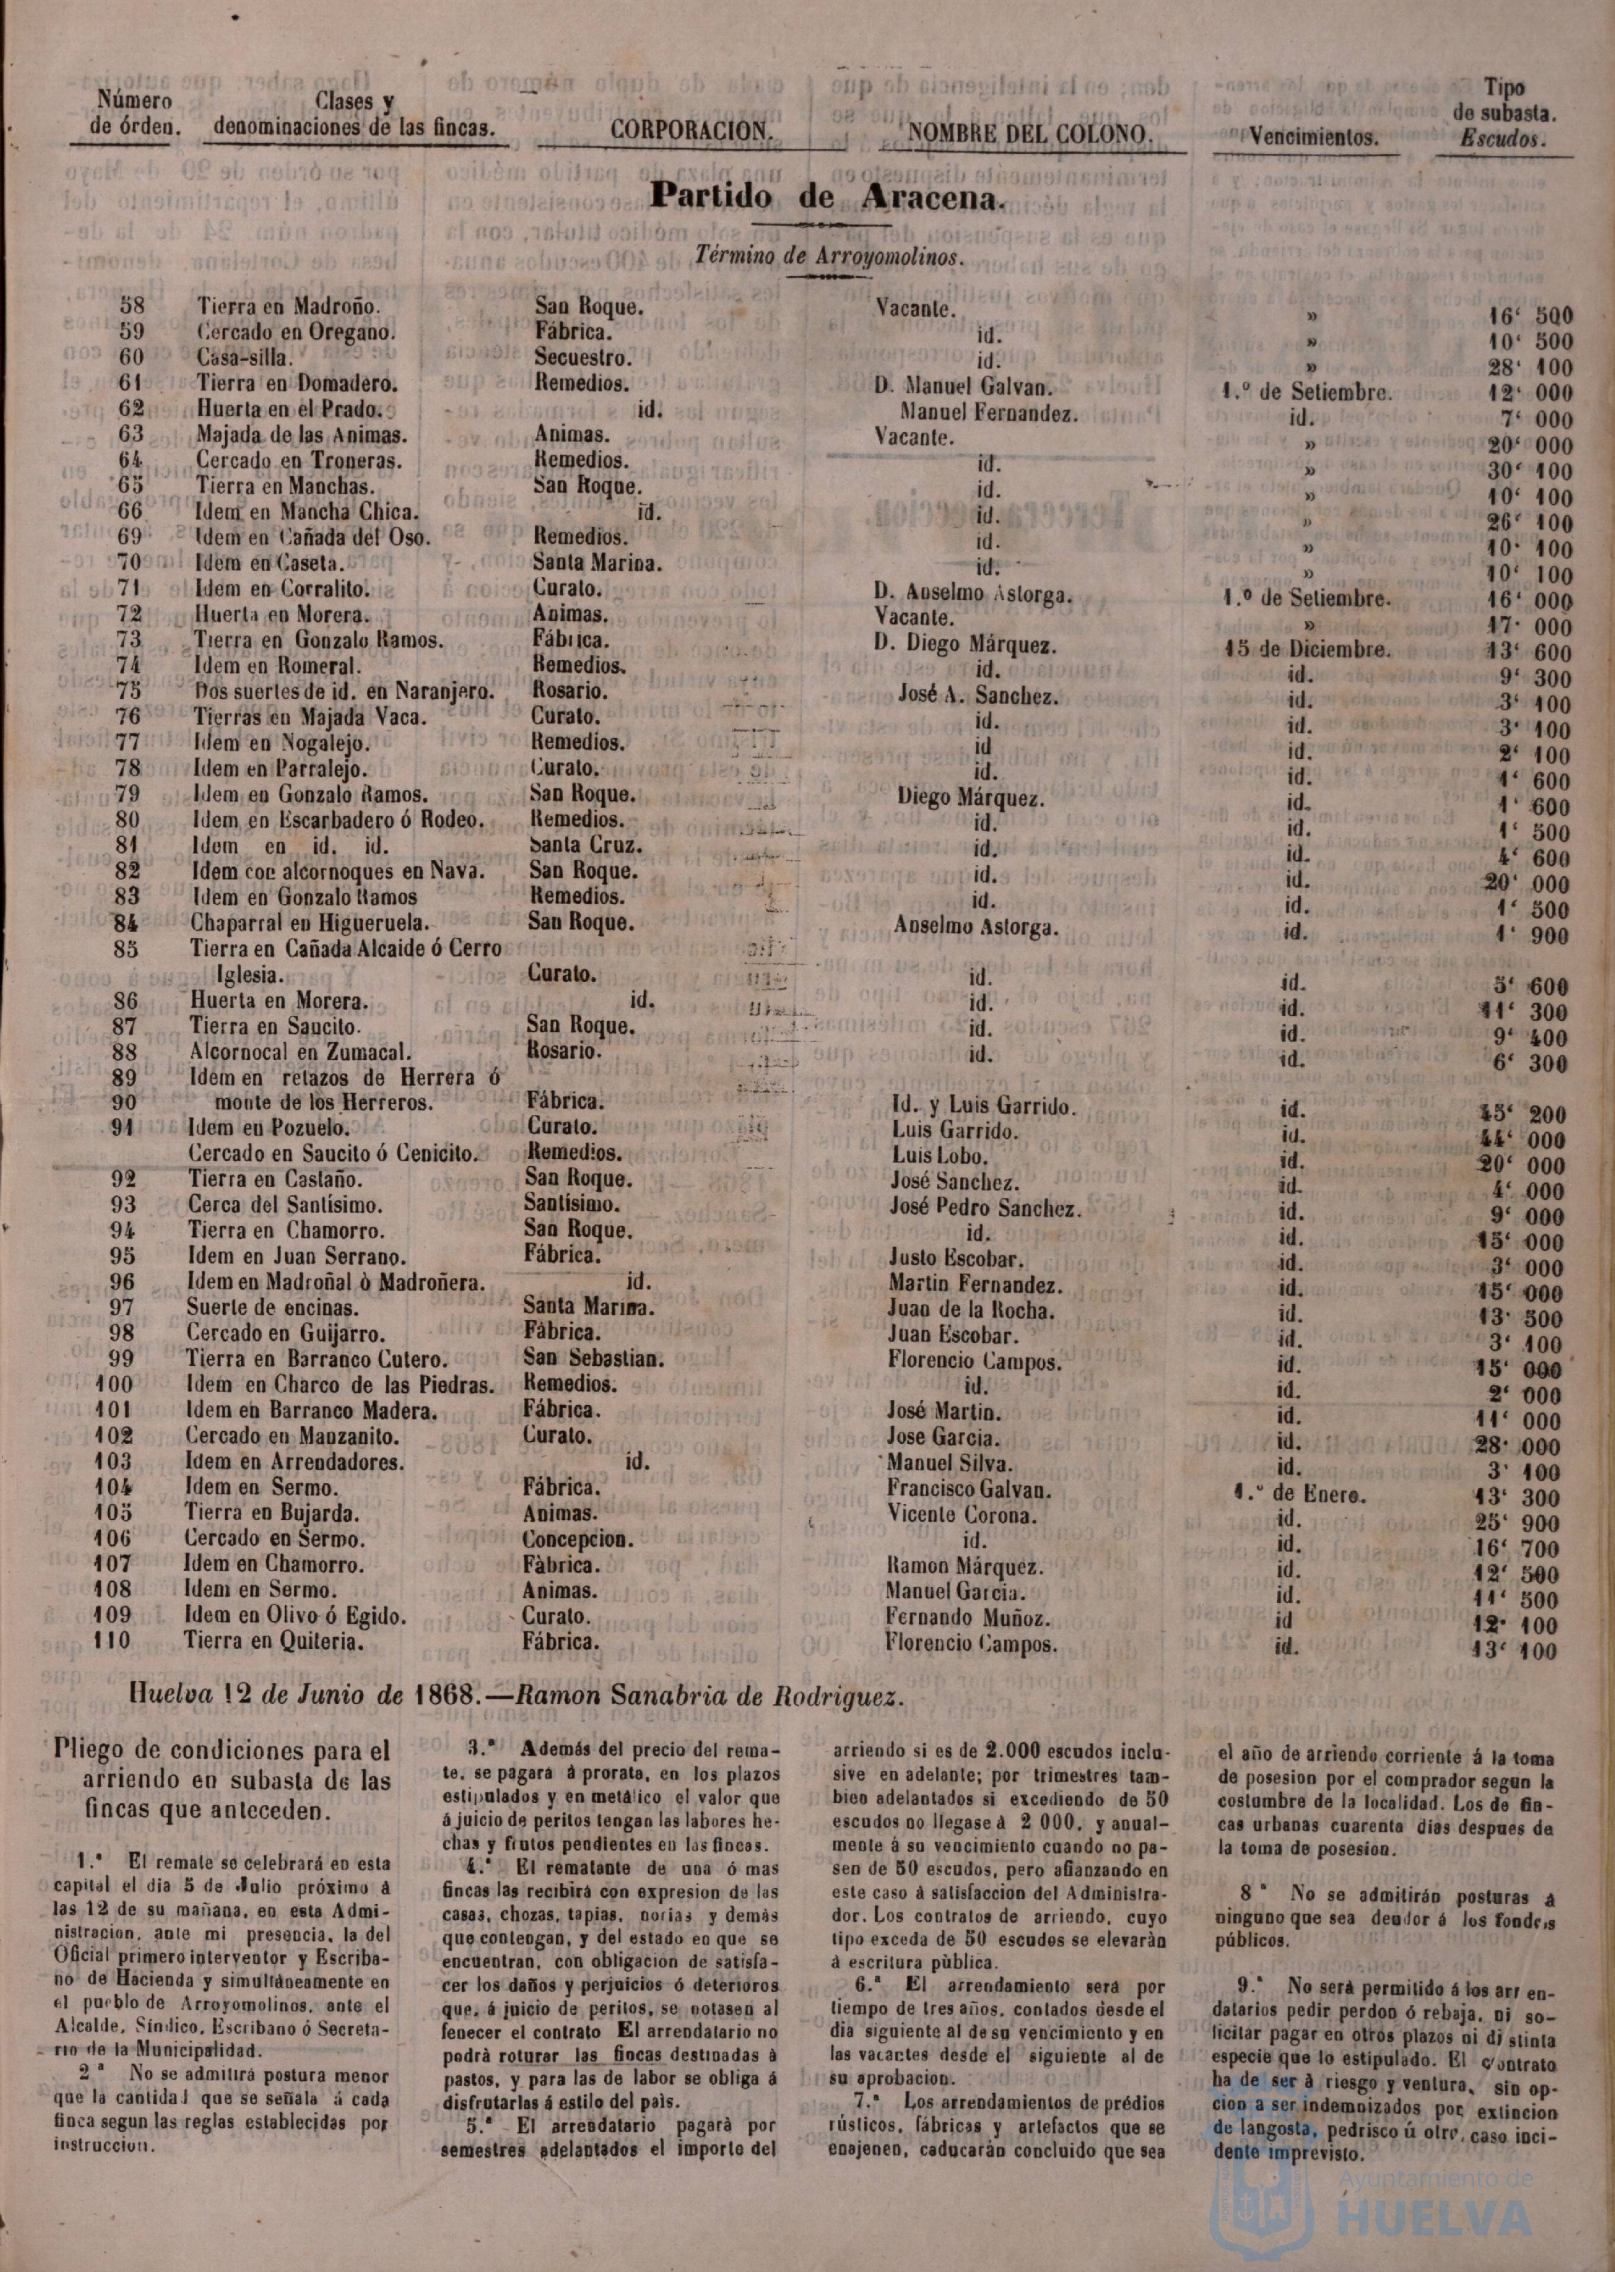 Número de órden. Clases y denominaciones de las fincas. CORPORACION. NOMBRE DEL COLONO. Vencimientos. Tipo de subasta. Escudos.
Partido de Aracena.
Término de Arroyomolinos.
58 Tierra en Madroño. San Roque. Vacante. » 16‘ 500
59 Cercado en Oregano. Fábrica. id. » 10‘ 500
60 Casa-silla. Secuestro. id. » 28‘ 100
61 Tierra en Domadero. Remedios. D. Manuel Galvan. 1.º de Setiembre. 12‘ 000
62 Huerta en el Prado. id. Manuel Fernandez. id. 7‘ 000
63 Majada de las Animas. Animas. Vacante. » 20‘ 000
64 Cercado en Troneras. Remedios. id. » 30‘ 100
65 Tierra en Manchas. San Roque. id. » 10‘ 100
66 Idem en Mancha Chica. id. id. » 26‘ 100
69 Idem en Cañada del Oso. Remedios. id. » 10‘ 100
70 Idem en Caseta. Santa Marina. id. » 10‘ 100
71 Idem en Corralito. Curato. D. Anselmo Astorga. 1.º de Setiembre. 16‘ 000
72 Huerta en Morera. Animas. Vacante. » 17‘ 000
73 Tierra en Gonzalo Ramos. Fábrica. D. Diego Márquez. 15 de Diciembre. 13‘ 600
74 Idem en Romeral. Remedios. id. id. 9‘ 300
75 Dos suertes de id. en Naranjero. Rosario. José A. Sanchez. id. 3‘ 100
76 Tierras en Majada Vaca. Curato. id. id. 3‘ 100
77 Idem en Nogalejo. Remedios. id id. 2‘ 100
78 Idem en Parralejo. Curato. id. id. 1‘ 600
79 Idem en Gonzalo Ramos. San Roque. Diego Márquez. id. 1‘ 600
80 Idem en Escarbadero ó Rodeo. Remedios. id. id. 1‘ 500
81 Idem en id. id. Santa Cruz. id. id. 4‘ 600
82 Idem con alcornoques en Nava. San Roque. id. id. 20‘ 000
83 Idem en Gonzalo Ramos Remedios. id. id. 1‘ 500
84 Chaparral en Higueruela. San Roque. Anselmo Astorga. id. 1‘ 900
85 Tierra en Cañada Alcaide ó Cerro
Iglesia. Curato. id. id. 5‘ 600
86 Huerta en Morera. id. id. id. 11‘ 300
87 Tierra en Saucito. San Roque. id. id. 9‘ 400
88 Alcornocal en Zumacal. Rosario. id. id. 6‘ 300
89 Idem en retazos de Herrera ó
90 monte de los Herreros. Fábrica. Id. y Luis Garrido. id. 45‘ 200
91 Idem en Pozuelo. Curato. Luis Garrido. id. 44‘ 000
Cercado en Saucito ó Cenicito. Remedios. Luis Lobo. id. 20‘ 000
92 Tierra en Castaño. San Roque. José Sanchez. id. 4‘ 000
93 Cerca del Santísimo. Santísimo. José Pedro Sanchez. id. 9‘ 000
94 Tierra en Chamorro. San Roque. id. id. 15‘ 000
95 Idem en Juan Serrano. Fábrica. Justo Escobar. id. 3‘ 000
96 Idem en Madroñal ò Madroñera. id. Martin Fernandez. id. 15‘ 000
97 Suerte de encinas. Santa Marina. Juan de la Rocha. id. 13‘ 500
98 Cercado en Guijarro. Fábrica. Juan Escobar. id. 3‘ 100
99 Tierra en Barranco Cutero. San Sebastian. Florencio Campos. id. 15‘ 000
100 Idem en Charco de las Piedras. Remedios. id. id. 2‘ 000
101 Idem en Barranco Madera. Fábrica. José Martin. id. 11‘ 000
102 Cercado en Manzanito. Curato. Jose Garcia. id. 28‘ 000
103 Idem en Arrendadores. id. Manuel Silva. id. 3‘ 100
104 Idem en Sermo. Fábrica. Francisco Galvan. 1.º de Enero. 13‘ 300
105 Tierra en Bujarda. Animas. Vicente Corona. id. 25‘ 900
106 Cercado en Sermo. Concepcion. id. id. 16‘ 700
107 Idem en Chamorro. Fàbrica. Ramon Márquez. id. 12‘ 500
108 Idem en Sermo. Animas. Manuel Garcia. id. 11‘ 500
109 Idem en Olivo ó Egido. Curato. Fernando Muñoz. id 12‘ 100
110 Tierra en Quiteria. Fábrica. Florencio Campos. id. 13‘ 100
Huelva 12 de Junio de 1868.—Ramon Sanabria de Rodriguez.
Pliego de condiciones para el
arriendo en subasta de las
fincas que anteceden.
1.ª El remate se celebrará en esta
capital el dia 5 de Julio próximo á
las 12 de su mañana, en esta Admi-
nistracion, ante mi presencia, la del
Oficial primero interventor y Escriba-
no de Hacienda y simultáneamente en
el pueblo de Arroyomolinos, ante el
Alcalde, Síndico, Escribano ó Secreta-
rio de la Municipalidad.
2 ª No se admitirá postura menor
que la cantidad que se señala á cada
finca segun las reglas establecidas por
instruccion.
3.ª Además del precio del rema-
te, se pagará à prorata, en los plazos
estipulados y en metálico el valor que
á juicio de peritos tengan las labores he-
chas y frutos pendientes en las fincas.
4.ª El rematante de una ó mas
fincas las recibirá con expresion de las
casas, chozas, tapias, norias y demás
que contengan, y del estado en que se
encuentran, con obligacion de satisfa-
cer los daños y perjuicios ó deterioros
que, á juicio de peritos, se notasen al
fenecer el contrato El arrendatario no
podrà roturar las fincas destinadas à
pastos, y para las de labor se obliga á
disfrutarlas á estilo del pais.
5.ª El arrendatario pagarà por
semestres adelantados el importe del
arriendo si es de 2.000 escudos inclu-
sive en adelante; por trimestres tam-
bien adelantados si excediendo de 50
escudos no llegase à 2 000, y anual-
mente á su vencimiento cuando no pa-
sen de 50 escudos, pero afianzando en
este caso à satisfaccion del Administra-
dor. Los contratos de arriendo, cuyo
tipo exceda de 50 escudos se elevaràn
á escritura pùblica.
6.ª El arrendamiento será por
tiempo de tres años, contados desde el
dia siguiente al de su vencimiento y en
las vacantes desde el siguiente al de
su aprobacion.
7.ª Los arrendamientos de prédios
rústicos, fábricas y artefactos que se
enajenen, caducarán concluido que sea
el año de arriendo corriente á la toma
de posesion por el comprador segun la
costumbre de la localidad. Los de fin-
cas urbanas cuarenta dias despues de
la toma de posesion.
8 ª No se admitirán posturas á
ninguno que sea deudor á los fondos
públicos.
9.ª No será permitido á los arren-
datarios pedir perdon ó rebaja, ni so-
licitar pagar en otros plazos ni distinta
especie que lo estipulado. El contrato
ha de ser à riesgo y ventura, sin op-
cion a ser indemnizados por extincion
de langosta, pedrisco ú otro caso inci-
dente imprevisto.
Ayuntamiento de
HUELVA